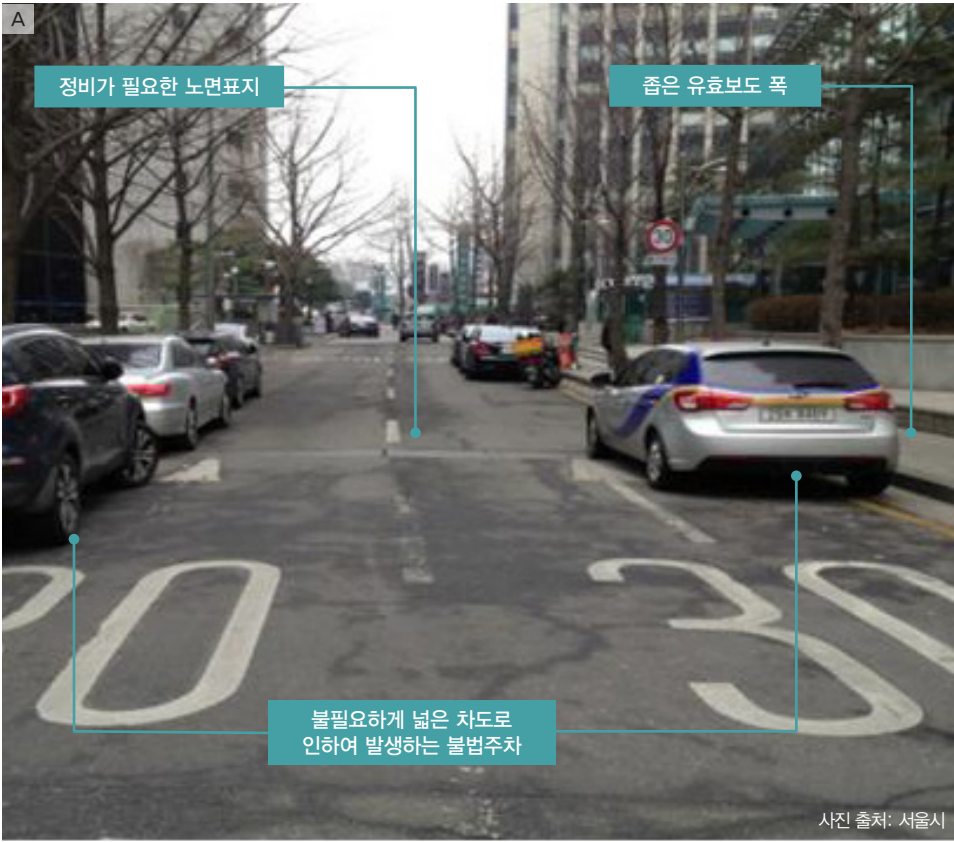 A
정비가 필요한 노면표지
좁은 유효보도 폭
30
30
불필요하게 넓은 차도로
인하여 발생하는 불법주차
사진 출처: 서울시